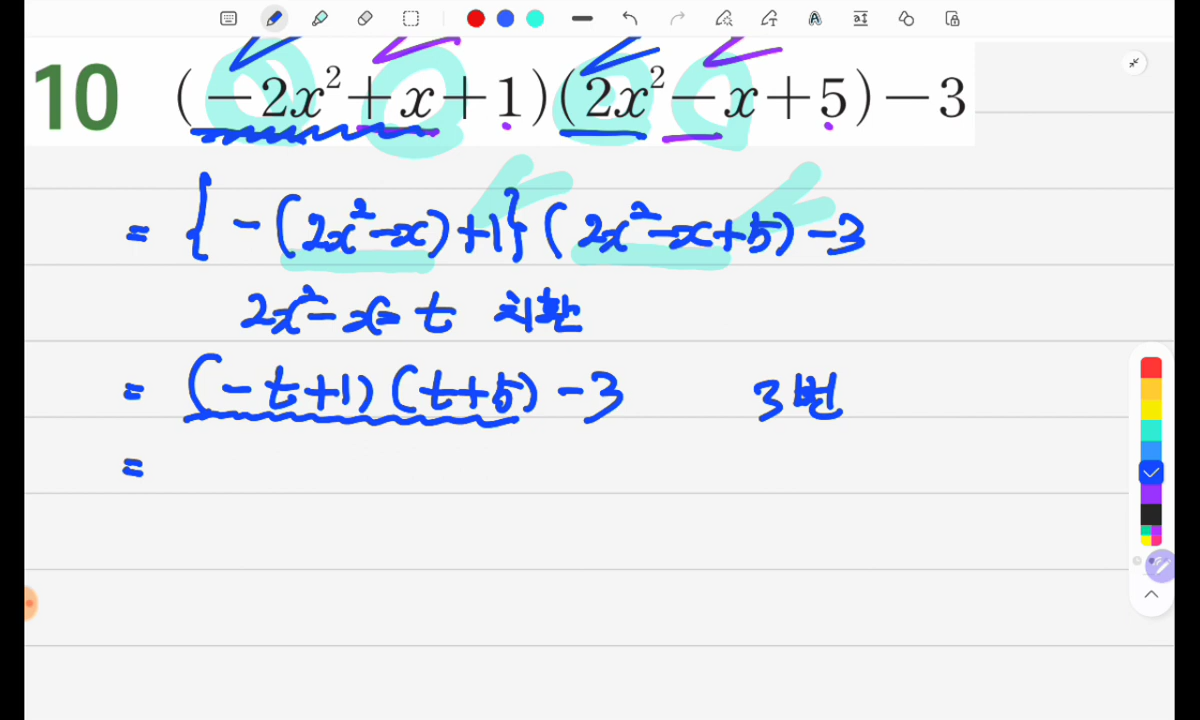 10 (−2x²+x+1)(2x²−x+5)−3
= {−(2x²−x)+1}(2x²−x+5)−3
2x²−x=t 치환
= (−t+1)(t+5)−3 3번
=